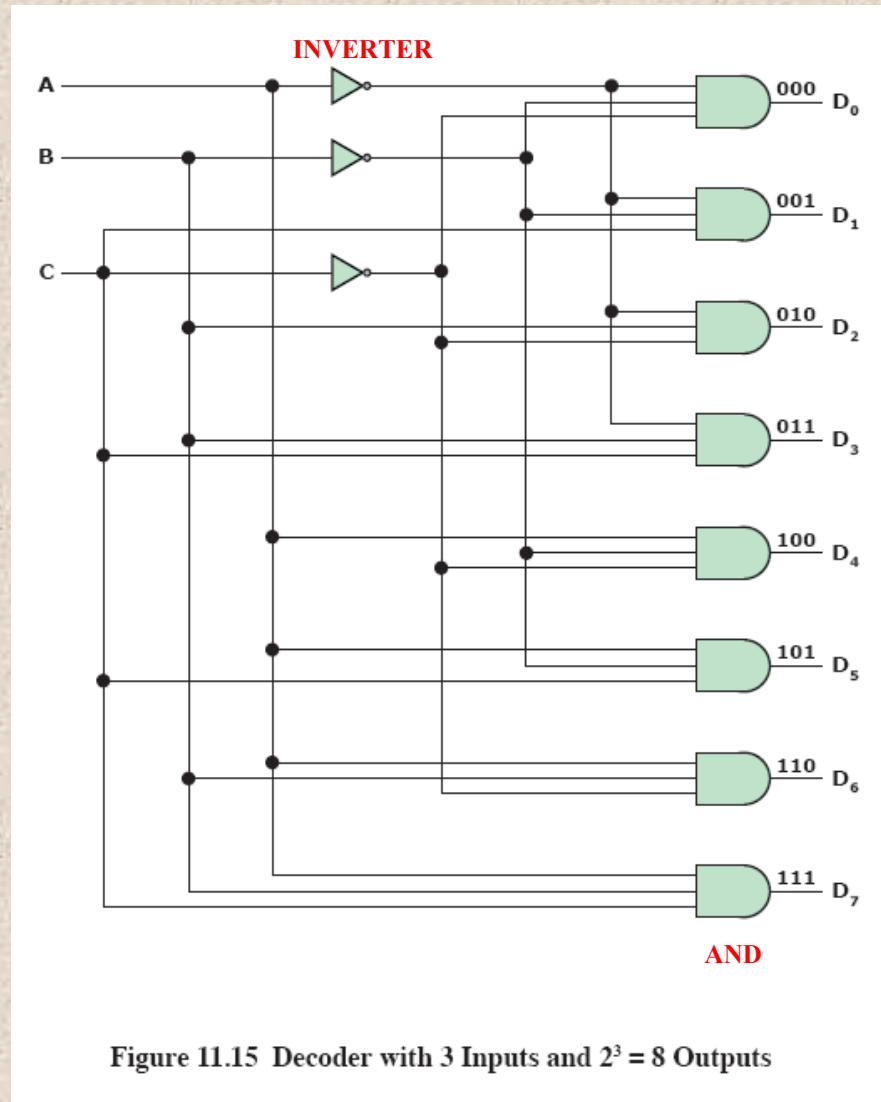 INVERTER
A
000 D₀
B
001 D₁
C
010 D₂
011 D₃
100 D₄
101 D₅
110 D₆
111 D₇
AND
Figure 11.15 Decoder with 3 Inputs and 2³ = 8 Outputs